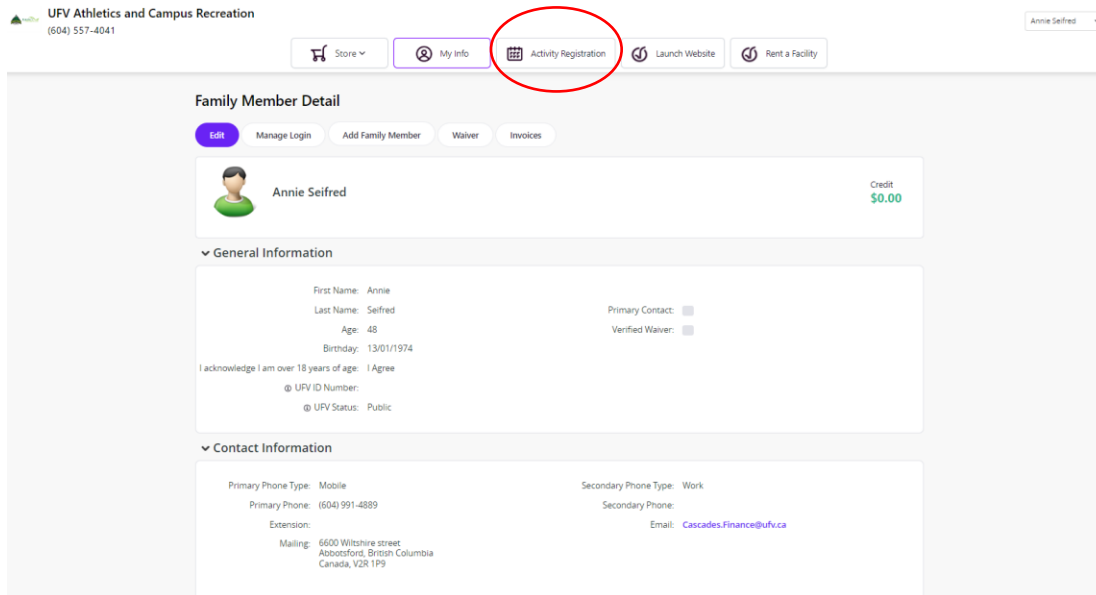 UFV Athletics and Campus Recreation
(604) 557-4041
Annie Seifred
Store
My Info
Activity Registration
Launch Website
Rent a Facility
Family Member Detail
Edit
Manage Login
Add Family Member
Waiver
Invoices
Annie Seifred
Credit
$0.00
General Information
First Name: Annie
Last Name: Seifred
Primary Contact:
Age: 48
Verified Waiver:
Birthday: 13/01/1974
I acknowledge I am over 18 years of age: I Agree
UFV ID Number:
UFV Status: Public
Contact Information
Primary Phone Type: Mobile
Secondary Phone Type: Work
Primary Phone: (604) 991-4889
Secondary Phone:
Extension:
Email: Cascades.Finance@ufv.ca
Mailing: 6600 Wiltshire street
Abbotsford, British Columbia
Canada, V2R 1P9